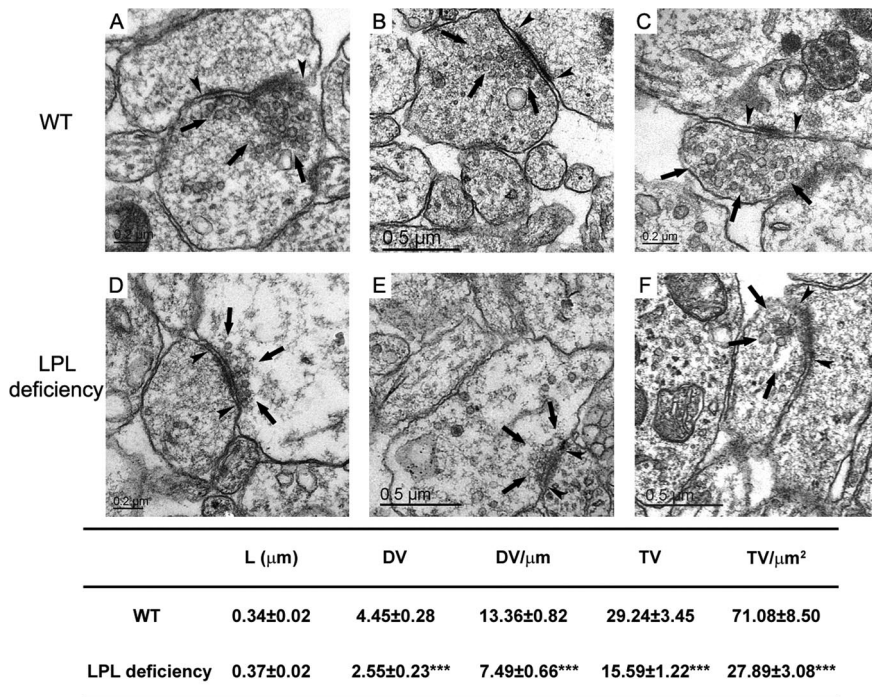 A
B
C
WT
0.2 μm
0.5 μm
0.2 μm
D
E
F
LPL
deficiency
0.2 μm
0.5 μm
0.5 μm
L (μm) DV DV/μm TV TV/μm²
WT 0.34±0.02 4.45±0.28 13.36±0.82 29.24±3.45 71.08±8.50
LPL deficiency 0.37±0.02 2.55±0.23*** 7.49±0.66*** 15.59±1.22*** 27.89±3.08***